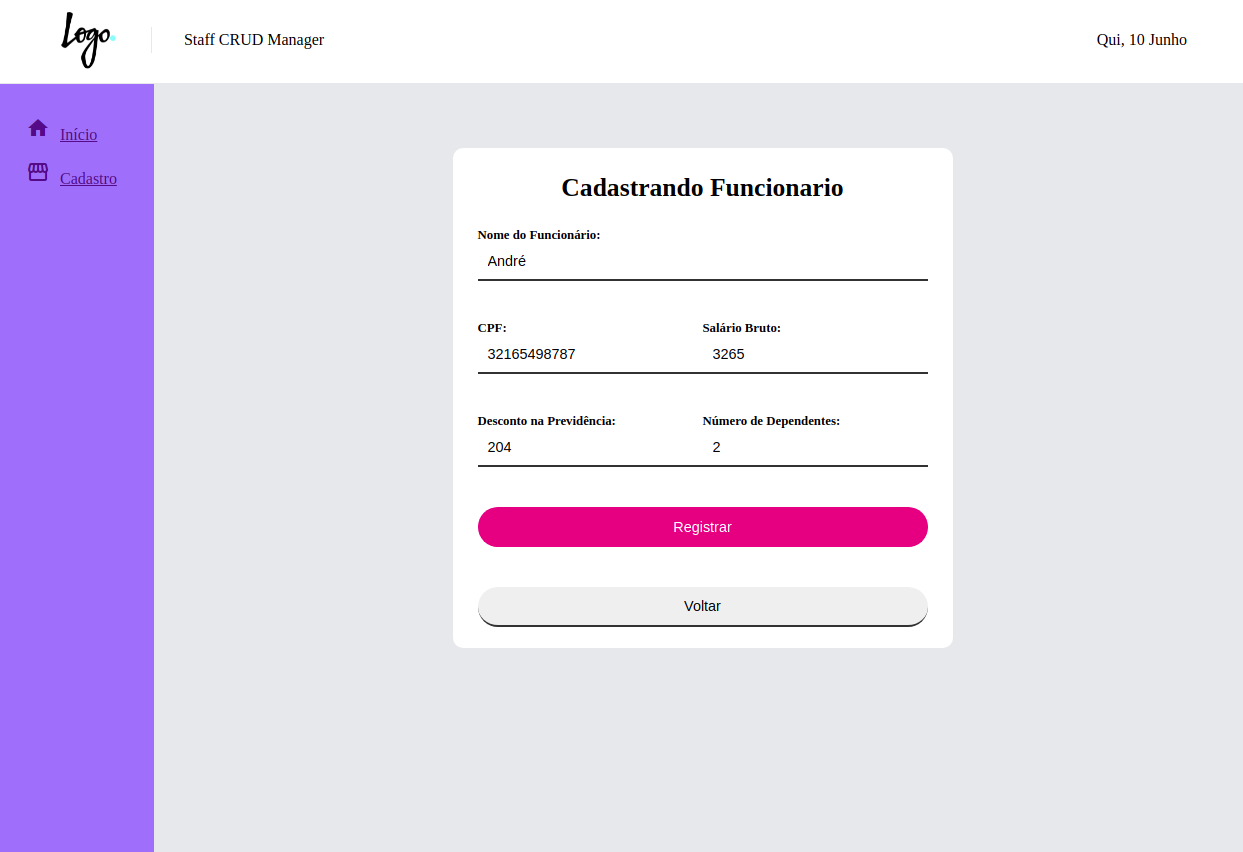 Logo.
Staff CRUD Manager
Qui, 10 Junho
Início
Cadastro
Cadastrando Funcionario
Nome do Funcionário:
André
CPF: Salário Bruto:
32165498787 3265
Desconto na Previdência: Número de Dependentes:
204 2
Registrar
Voltar